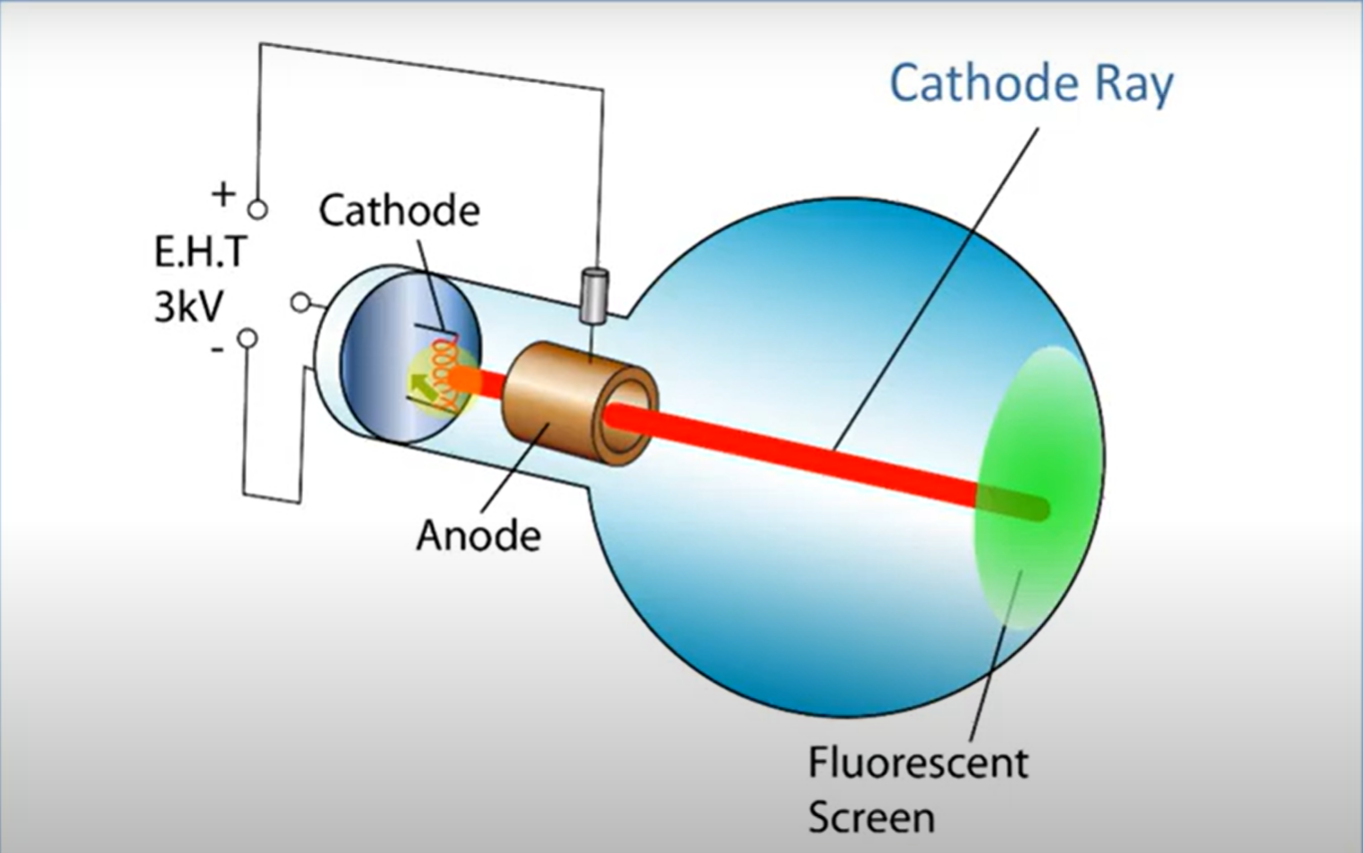 Cathode Ray
+
Cathode
E.H.T
3kV
-
Anode
Fluorescent
Screen